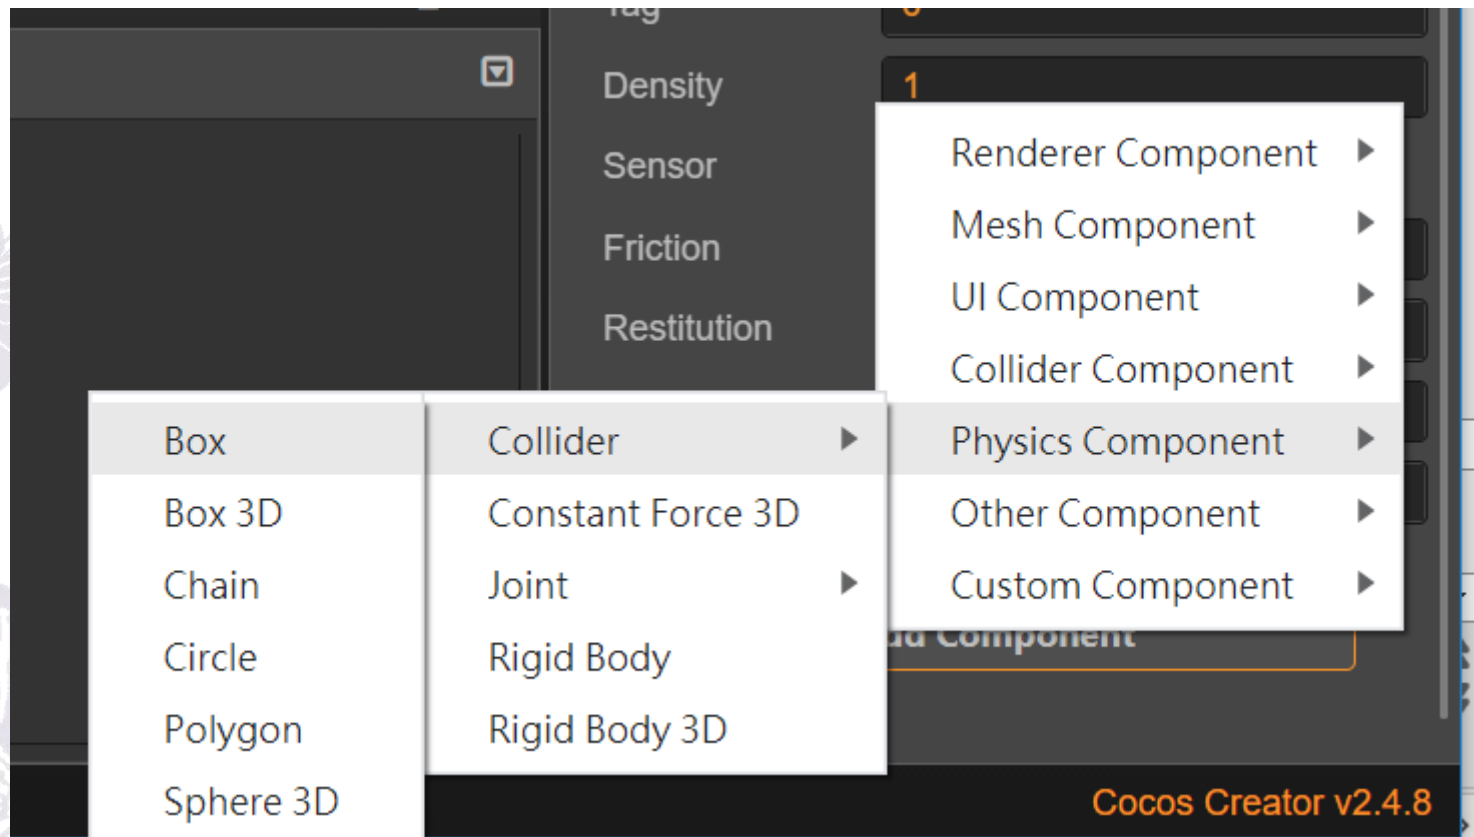 Tag
Density
1
Sensor
Friction
Restitution
Renderer Component
Mesh Component
UI Component
Collider Component
Physics Component
Other Component
Custom Component
Collider
Constant Force 3D
Joint
Rigid Body
Rigid Body 3D
Box
Box 3D
Chain
Circle
Polygon
Sphere 3D
Component
Cocos Creator v2.4.8